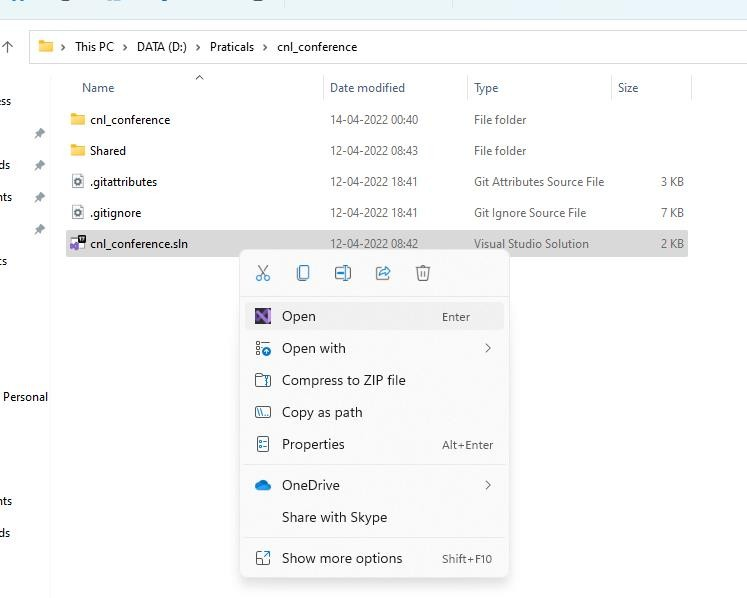 This PC > DATA (D:) > Praticals > cnl_conference
Name Date modified Type Size
cnl_conference 14-04-2022 00:40 File folder
Shared 12-04-2022 08:43 File folder
.gitattributes 12-04-2022 18:41 Git Attributes Source File 3 KB
.gitignore 12-04-2022 18:41 Git Ignore Source File 7 KB
cnl_conference.sln 12-04-2022 08:42 Visual Studio Solution 2 KB
ess
ds
nts
ts
Personal
nts
ds
Open Enter
Open with
Compress to ZIP file
Copy as path
Properties Alt+Enter
OneDrive
Share with Skype
Show more options Shift+F10